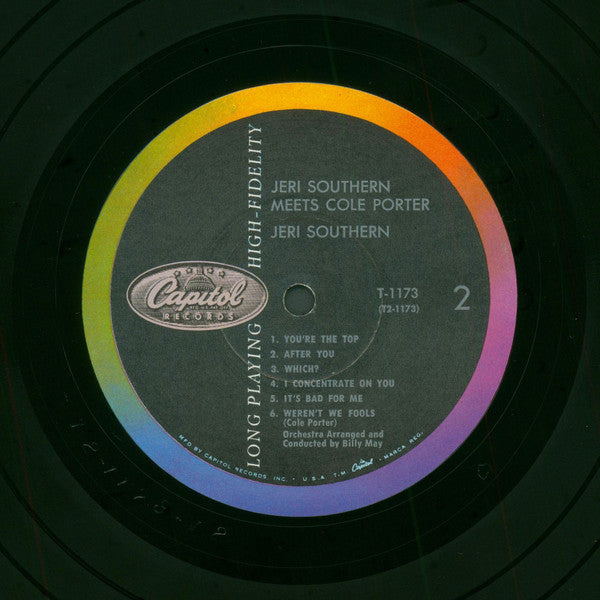 JERI SOUTHERN
MEETS COLE PORTER
JERI SOUTHERN
LONG PLAYING HIGH-FIDELITY
Capitol
RECORDS
T-1173
(T2-1173)
2
1. YOU'RE THE TOP
2. AFTER YOU
3. WHICH?
4. I CONCENTRATE ON YOU
5. IT'S BAD FOR ME
6. WEREN'T WE FOOLS
(Cole Porter)
Orchestra Arranged and
Conducted by Billy May
MFD BY CAPITOL RECORDS, INC. • U.S.A. T.M. Capitol • MARCA REG.